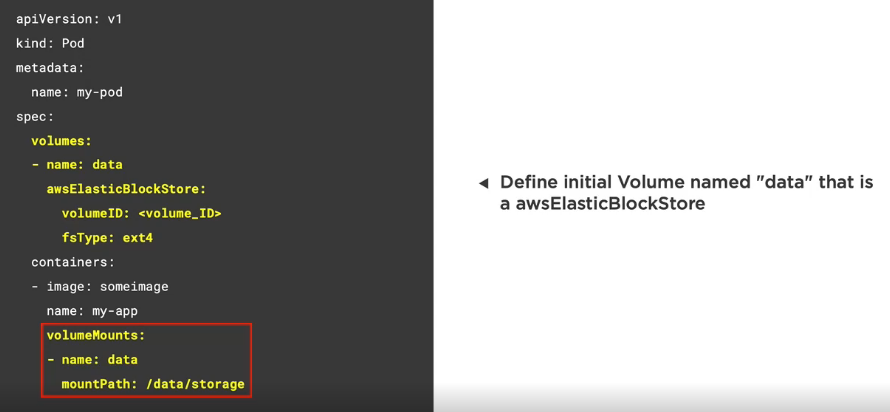 apiVersion: v1
kind: Pod
metadata:
  name: my-pod
spec:
  volumes:
  - name: data
    awsElasticBlockStore:
      volumeID: <volume_ID>
      fsType: ext4
  containers:
  - image: someimage
    name: my-app
    volumeMounts:
    - name: data
      mountPath: /data/storage
Define initial Volume named "data" that is
a awsElasticBlockStore